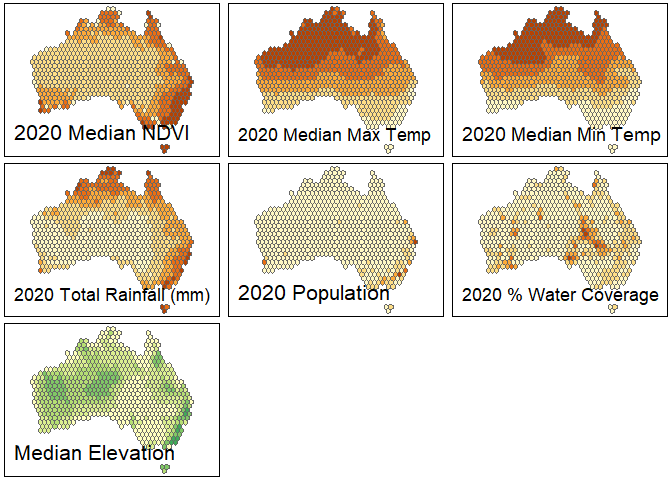 2020 Median NDVI
2020 Median Max Temp
2020 Median Min Temp
2020 Total Rainfall (mm)
2020 Population
2020 % Water Coverage
Median Elevation